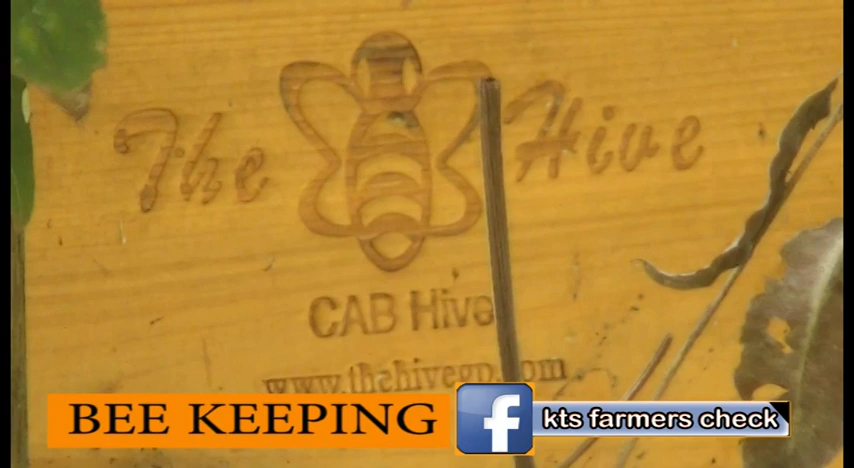 The Hive
CAB Hive
BEE KEEPING
kts farmers check